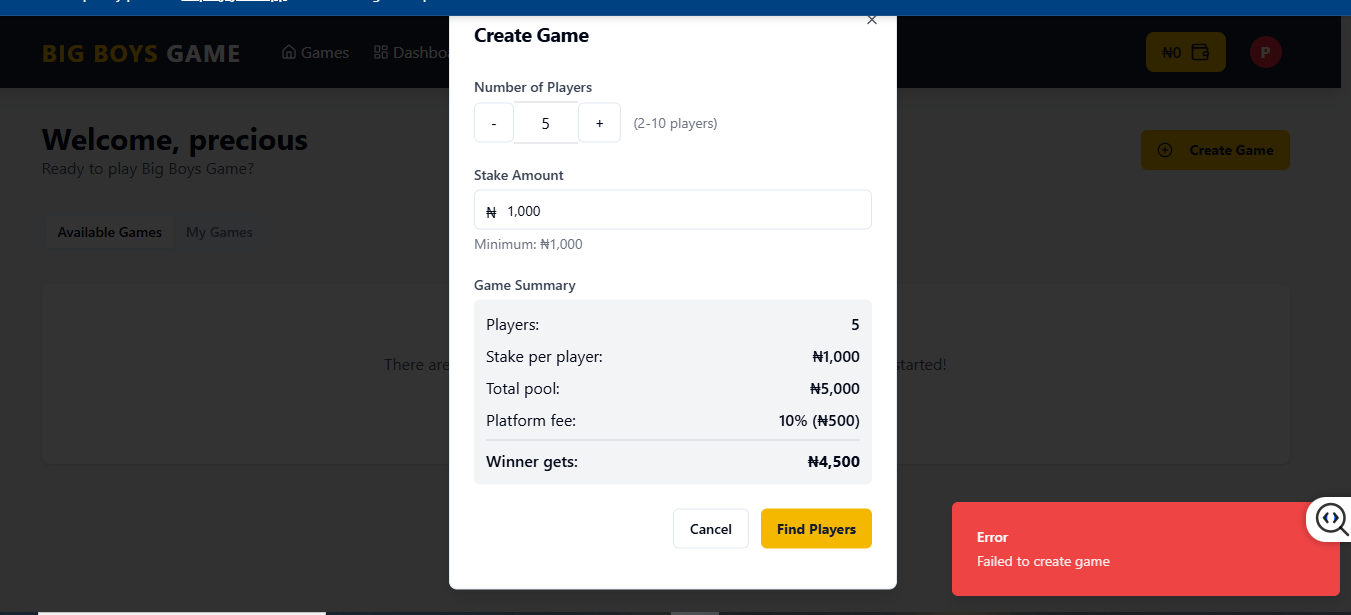 BIG BOYS GAME
Games
Dashboa
₦0
P
Welcome, precious
Ready to play Big Boys Game?
Create Game
Available Games
My Games
There are
started!
Create Game
×
Number of Players
-
5
+
(2-10 players)
Stake Amount
₦ 1,000
Minimum: ₦1,000
Game Summary
Players: 5
Stake per player: ₦1,000
Total pool: ₦5,000
Platform fee: 10% (₦500)
Winner gets: ₦4,500
Cancel
Find Players
Error
Failed to create game